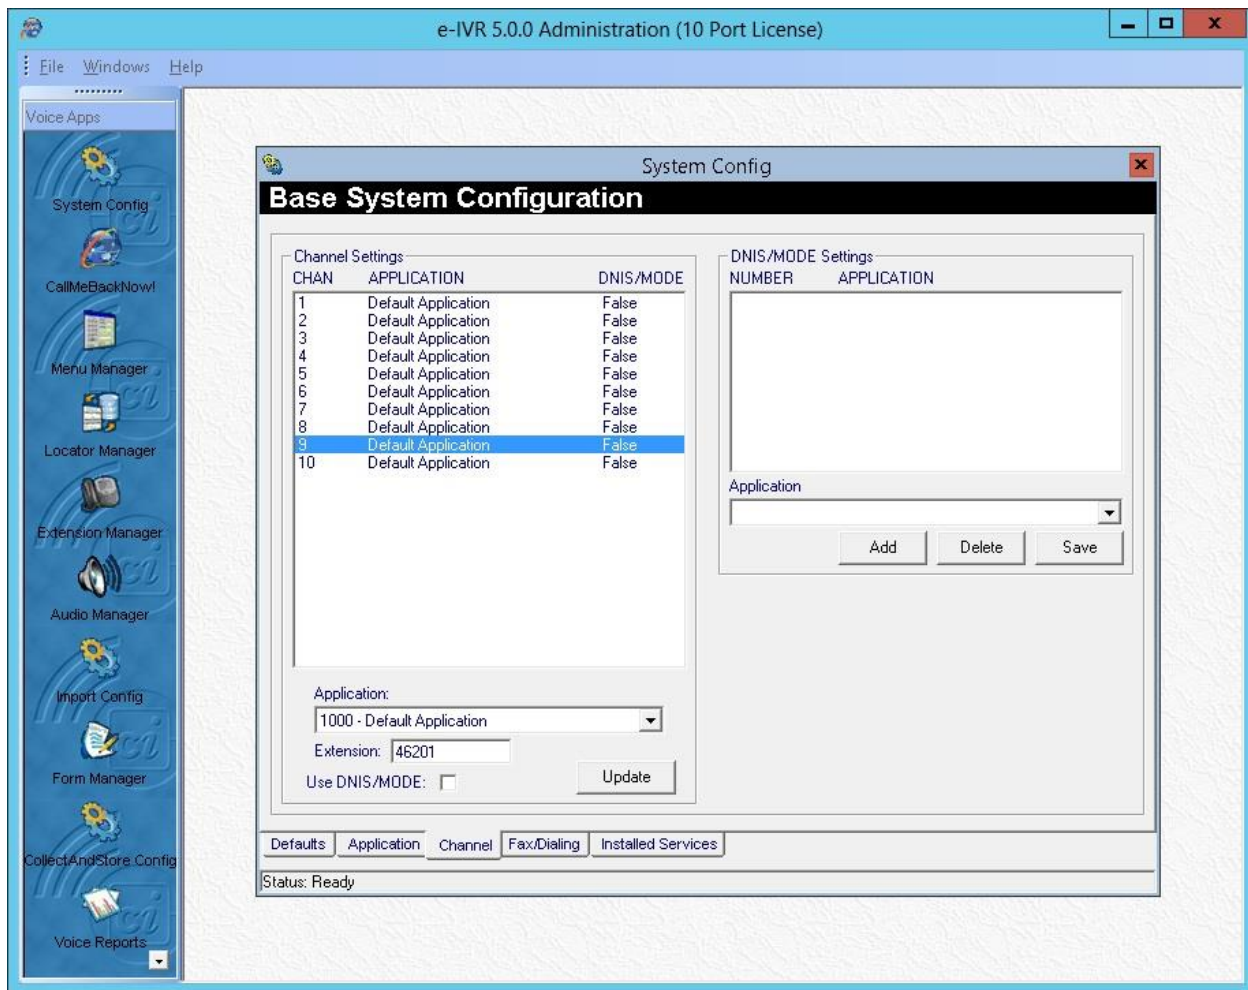 e-IVR 5.0.0 Administration (10 Port License)
File Windows Help
Voice Apps
System Config
CallMeBackNow!
Menu Manager
Locator Manager
Extension Manager
Audio Manager
Import Config
Form Manager
CollectAndStore Config
Voice Reports
System Config
Base System Configuration
Channel Settings
CHAN APPLICATION DNIS/MODE
1 Default Application False
2 Default Application False
3 Default Application False
4 Default Application False
5 Default Application False
6 Default Application False
7 Default Application False
8 Default Application False
9 Default Application False
10 Default Application False
Application:
1000 - Default Application
Extension: 46201
Use DNIS/MODE:
Update
DNIS/MODE Settings
NUMBER APPLICATION
Application
Add Delete Save
Defaults Application Channel Fax/Dialing Installed Services
Status: Ready